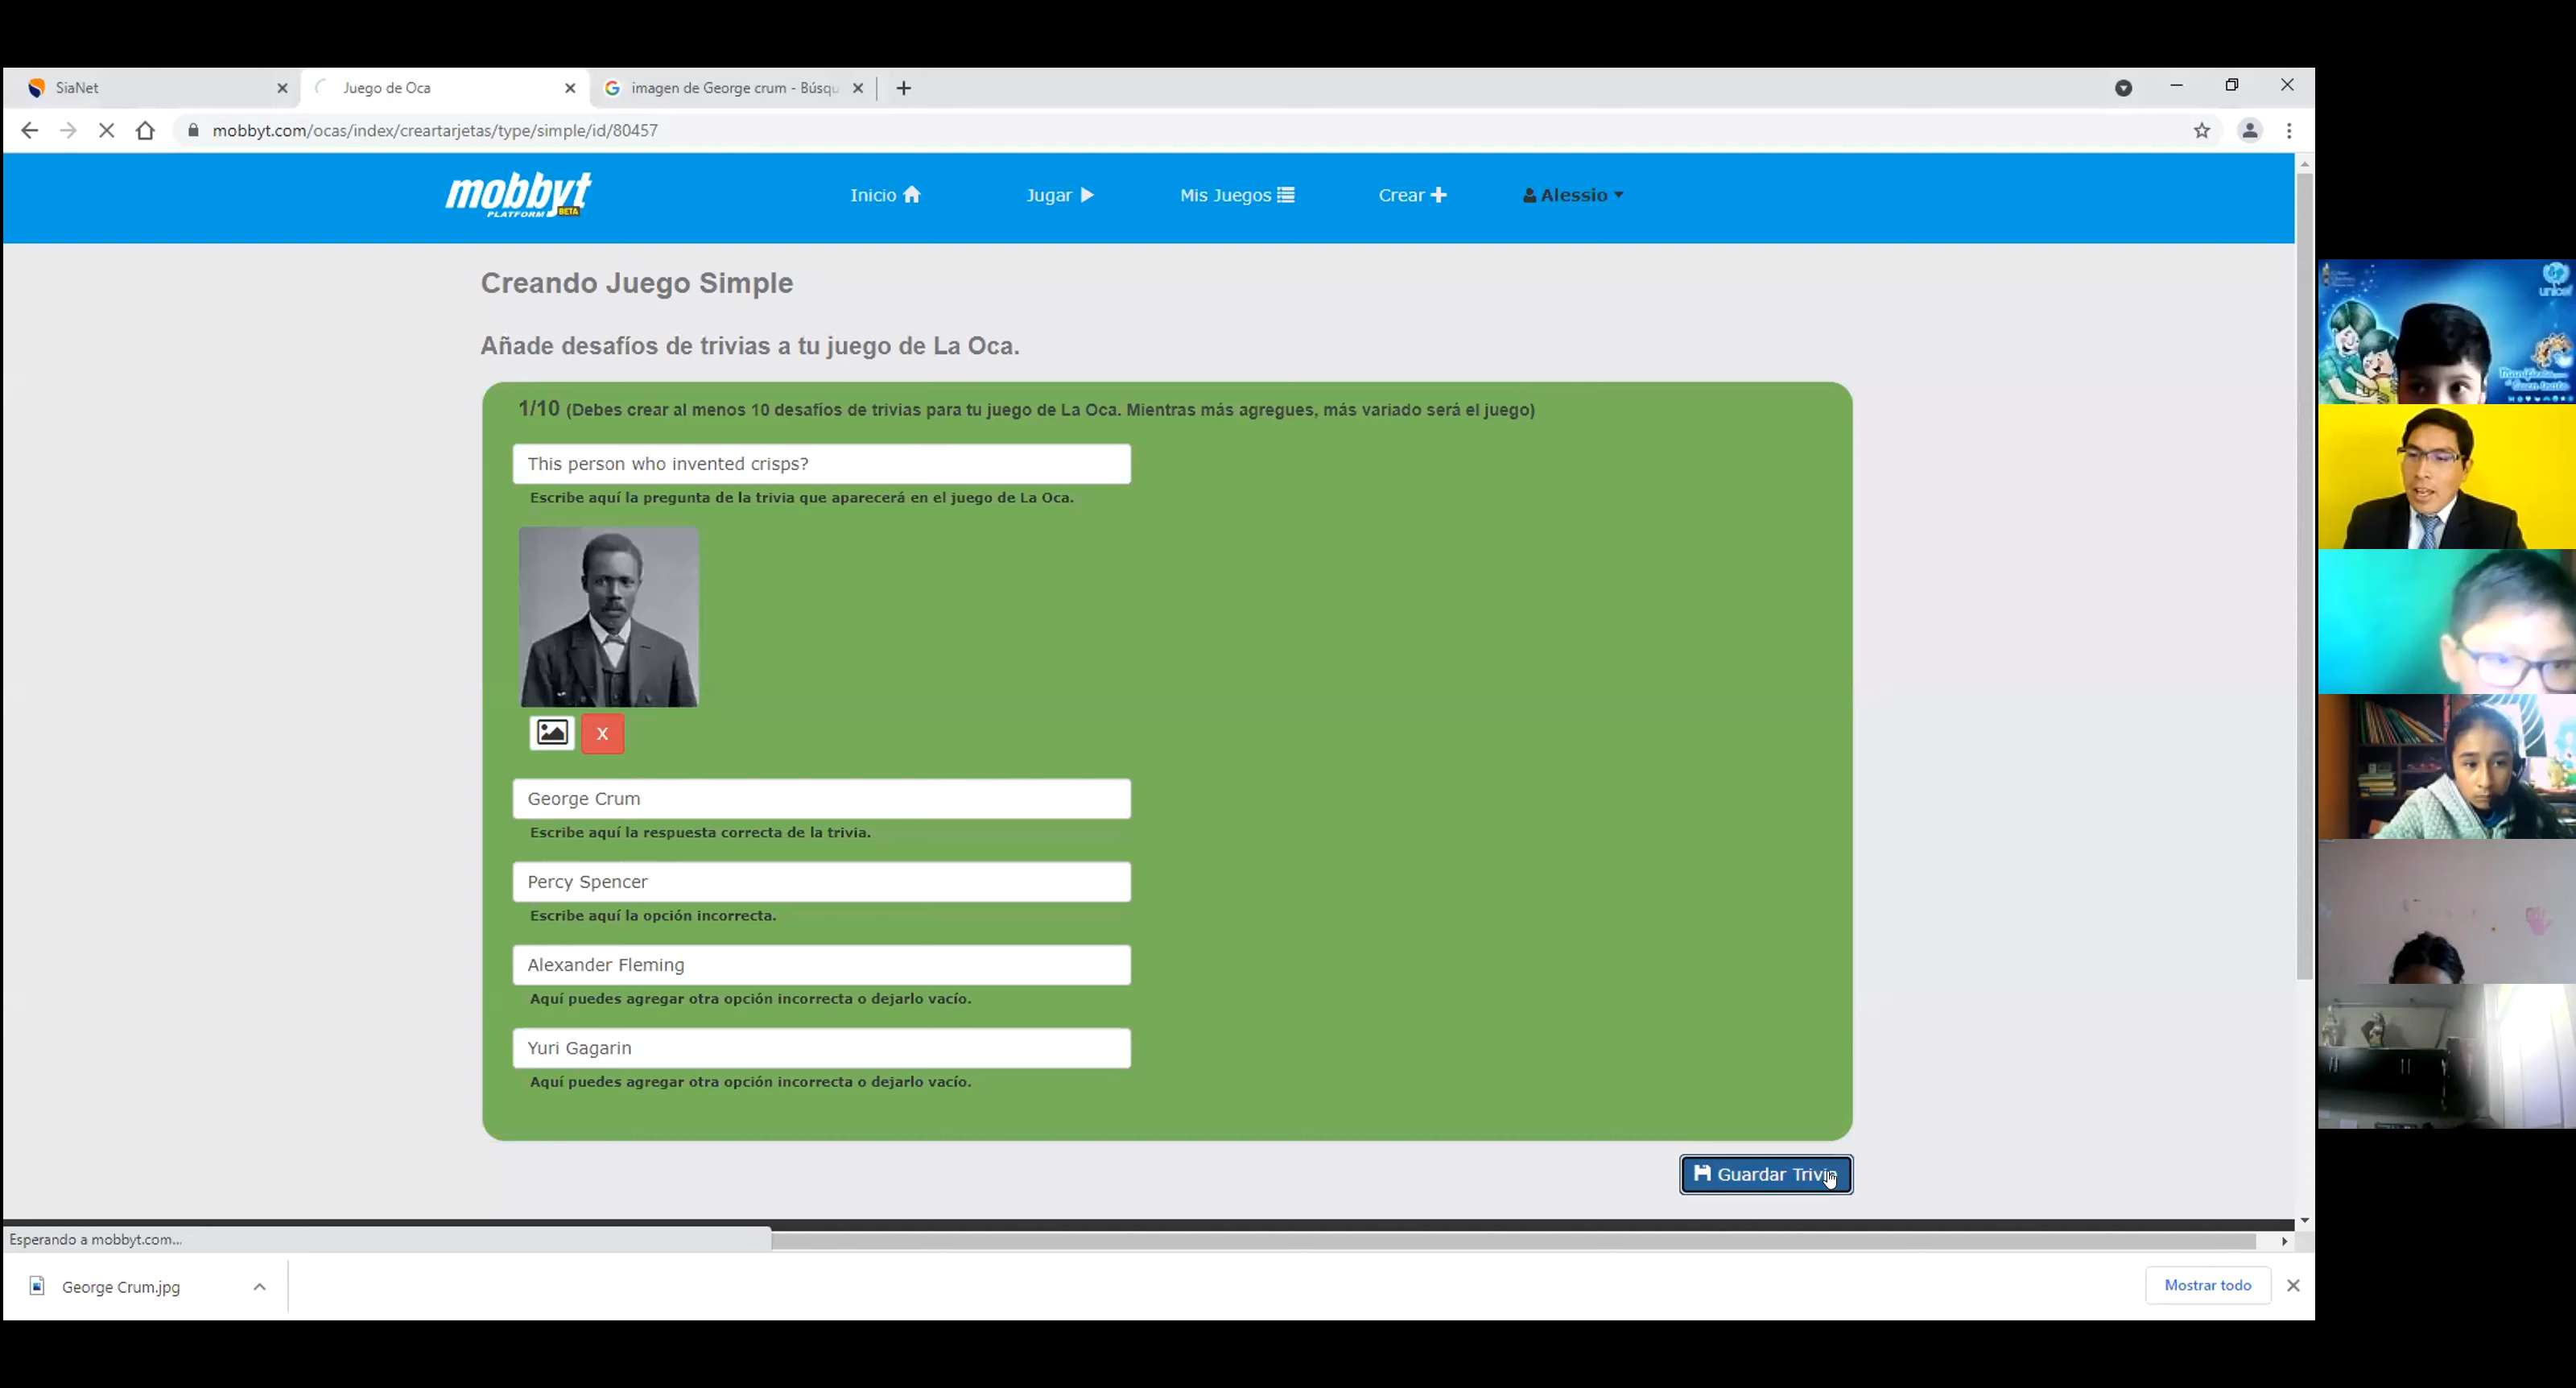 SiaNet
Juego de Oca
imagen de George crum - Búsqu
mobbyt.com/ocas/index/creartarjetas/type/simple/id/80457
mobbyt
PLATFORM BETA
Inicio
Jugar
Mis Juegos
Crear
Alessio
Creando Juego Simple
Añade desafíos de trivias a tu juego de La Oca.
1/10 (Debes crear al menos 10 desafíos de trivias para tu juego de La Oca. Mientras más agregues, más variado será el juego)
This person who invented crisps?
Escribe aquí la pregunta de la trivia que aparecerá en el juego de La Oca.
X
George Crum
Escribe aquí la respuesta correcta de la trivia.
Percy Spencer
Escribe aquí la opción incorrecta.
Alexander Fleming
Aquí puedes agregar otra opción incorrecta o dejarlo vacío.
Yuri Gagarin
Aquí puedes agregar otra opción incorrecta o dejarlo vacío.
Guardar Trivia
Esperando a mobbyt.com...
George Crum.jpg
Mostrar todo
unicef